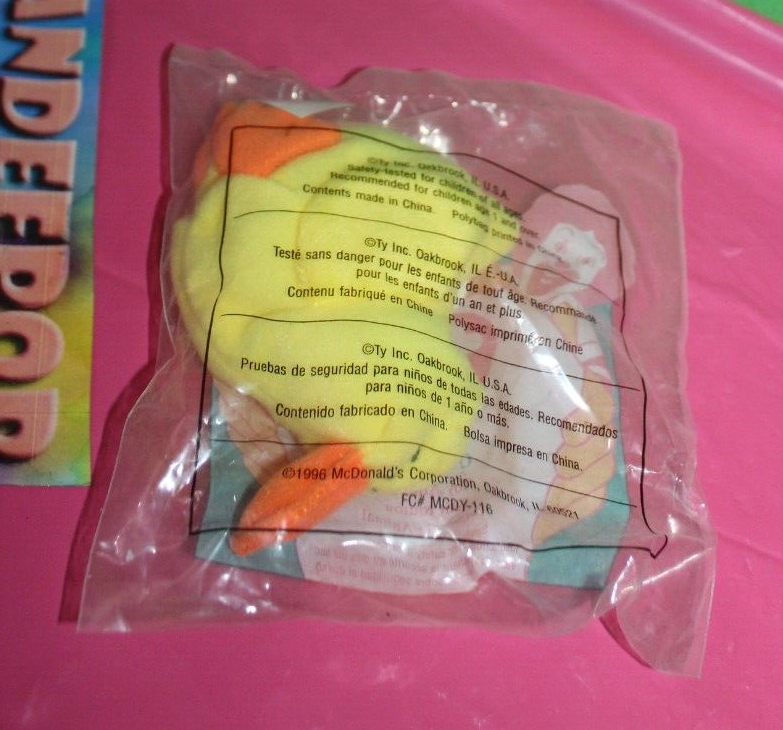 ©Ty Inc. Oakbrook, IL U.S.A.
Safety-tested for children of all ages.
Recommended for children age 1 and over.
Contents made in China. Polybag printed in
©Ty Inc. Oakbrook, IL É.-U.A.
Testé sans danger pour les enfants de tout âge. Recommandé
pour les enfants d'un an et plus
Contenu fabriqué en Chine Polysac imprimé en Chine
©Ty Inc. Oakbrook, IL U.S.A.
Pruebas de seguridad para niños de todas las edades. Recomendados
para niños de 1 año o más.
Contenido fabricado en China. Bolsa impresa en China.
©1996 McDonald's Corporation, Oakbrook, IL 60521
FC# MCDY-116